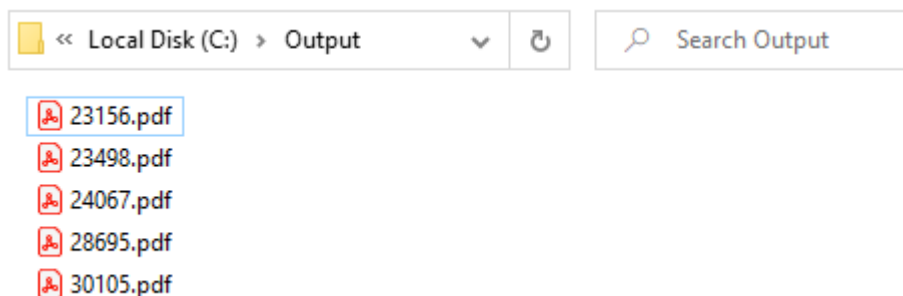 « Local Disk (C:) > Output
Search Output
23156.pdf
23498.pdf
24067.pdf
28695.pdf
30105.pdf